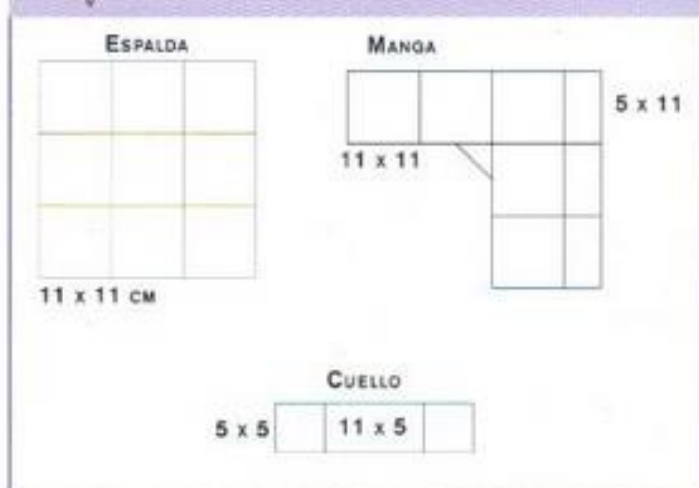 ESPALDA
MANGA
5 x 11
11 x 11
11 x 11 CM
CUELLO
5 x 5
11 x 5